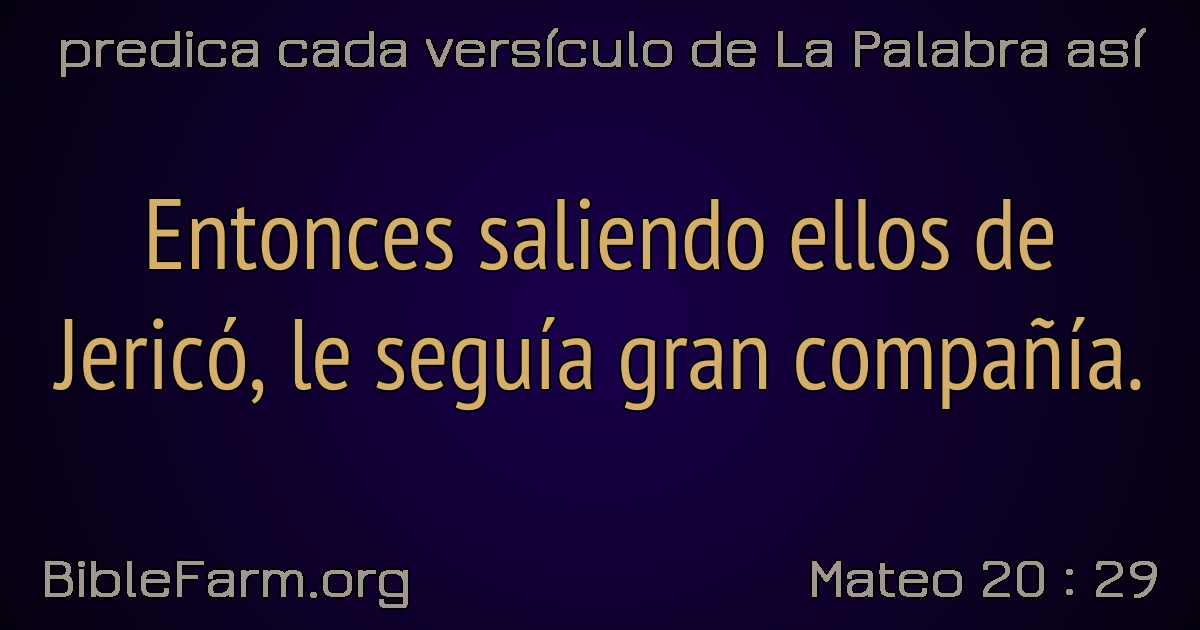 predica cada versículo de La Palabra así
Entonces saliendo ellos de
Jericó, le seguía gran compañía.
BibleFarm.org
Mateo 20 : 29